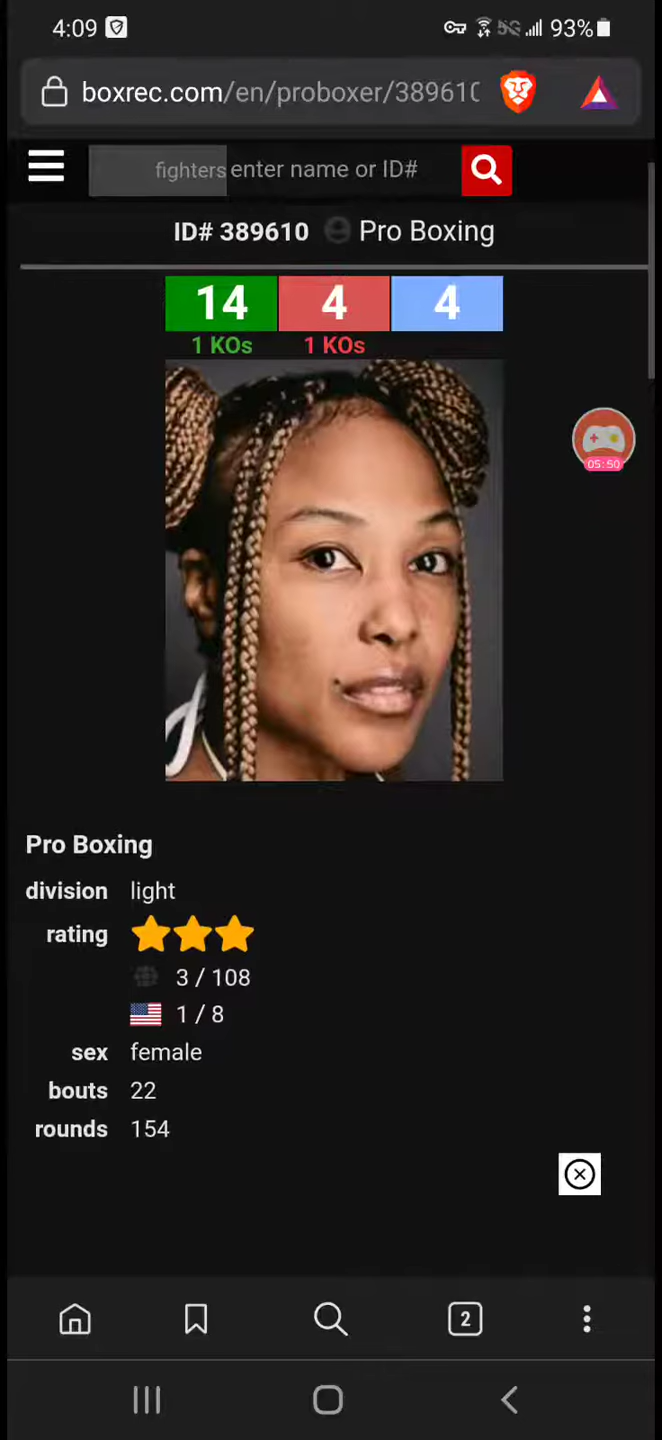 4:09
5G 93%
boxrec.com/en/proboxer/389610
fighters enter name or ID#
ID# 389610 Pro Boxing
14 4 4
1 KOs 1 KOs
05:50
Pro Boxing
division light
rating
3 / 108
1 / 8
sex female
bouts 22
rounds 154
2